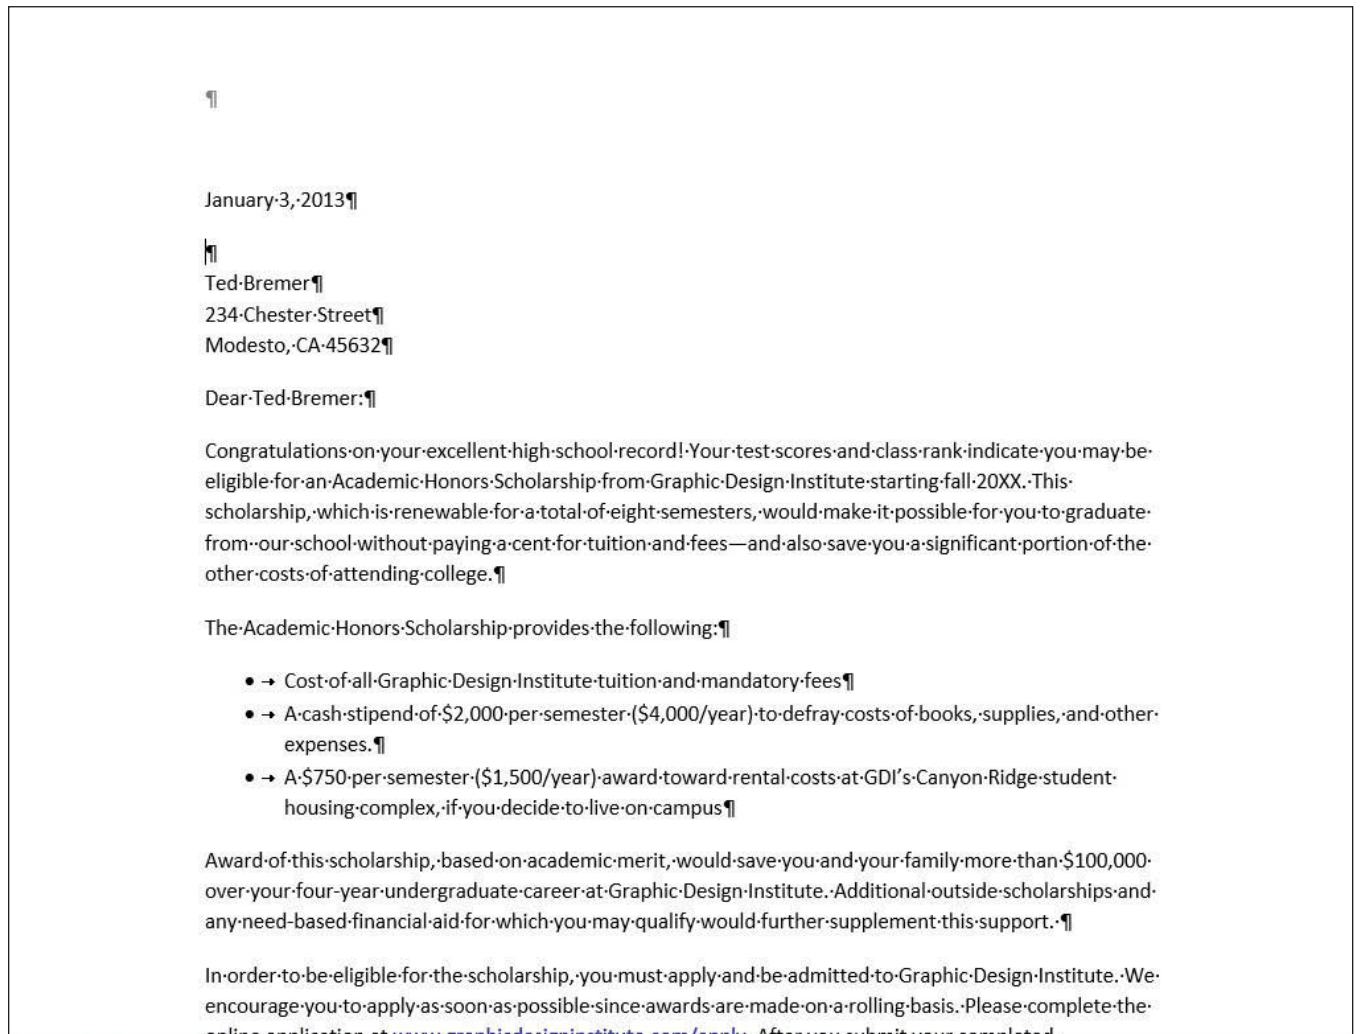 ¶
January·3,·2013¶
¶
Ted·Bremer¶
234·Chester·Street¶
Modesto,·CA·45632¶
Dear·Ted·Bremer:¶
Congratulations·on·your·excellent·high·school·record!·Your·test·scores·and·class·rank·indicate·you·may·be·
eligible·for·an·Academic·Honors·Scholarship·from·Graphic·Design·Institute·starting·fall·20XX.·This·
scholarship,·which·is·renewable·for·a·total·of·eight·semesters,·would·make·it·possible·for·you·to·graduate·
from··our·school·without·paying·a·cent·for·tuition·and·fees—and·also·save·you·a·significant·portion·of·the·
other·costs·of·attending·college.¶
The·Academic·Honors·Scholarship·provides·the·following:¶
•→Cost·of·all·Graphic·Design·Institute·tuition·and·mandatory·fees¶
•→A·cash·stipend·of·$2,000·per·semester·($4,000/year)·to·defray·costs·of·books,·supplies,·and·other·
expenses.¶
•→A·$750·per·semester·($1,500/year)·award·toward·rental·costs·at·GDI’s·Canyon·Ridge·student·
housing·complex,·if·you·decide·to·live·on·campus¶
Award·of·this·scholarship,·based·on·academic·merit,·would·save·you·and·your·family·more·than·$100,000·
over·your·four-year·undergraduate·career·at·Graphic·Design·Institute.·Additional·outside·scholarships·and·
any·need-based·financial·aid·for·which·you·may·qualify·would·further·supplement·this·support.·¶
In·order·to·be·eligible·for·the·scholarship,·you·must·apply·and·be·admitted·to·Graphic·Design·Institute.·We·
encourage·you·to·apply·as·soon·as·possible·since·awards·are·made·on·a·rolling·basis.·Please·complete·the·
online·application·at·www.graphicdesigninstitute.com/apply.·After·you·submit·your·completed·